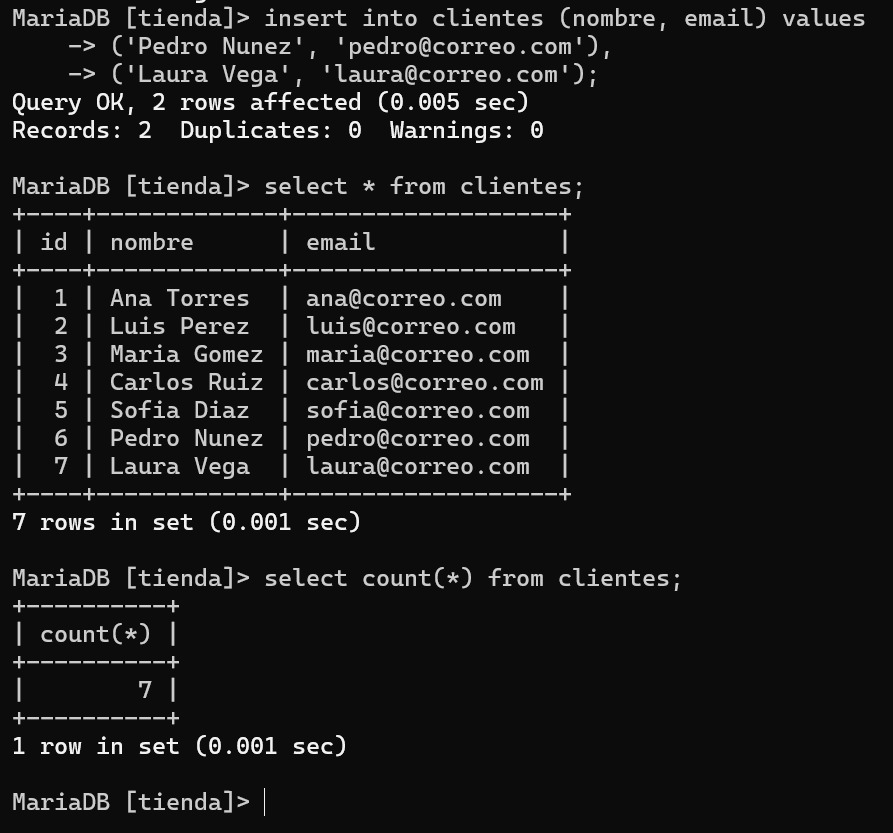 MariaDB [tienda]> insert into clientes (nombre, email) values
    -> ('Pedro Nunez', 'pedro@correo.com'),
    -> ('Laura Vega', 'laura@correo.com');
Query OK, 2 rows affected (0.005 sec)
Records: 2  Duplicates: 0  Warnings: 0

MariaDB [tienda]> select * from clientes;
+----+-------------+-------------------+
| id | nombre      | email             |
+----+-------------+-------------------+
|  1 | Ana Torres  | ana@correo.com    |
|  2 | Luis Perez  | luis@correo.com   |
|  3 | Maria Gomez | maria@correo.com  |
|  4 | Carlos Ruiz | carlos@correo.com |
|  5 | Sofia Diaz  | sofia@correo.com  |
|  6 | Pedro Nunez | pedro@correo.com  |
|  7 | Laura Vega  | laura@correo.com  |
+----+-------------+-------------------+
7 rows in set (0.001 sec)

MariaDB [tienda]> select count(*) from clientes;
+----------+
| count(*) |
+----------+
|        7 |
+----------+
1 row in set (0.001 sec)

MariaDB [tienda]>